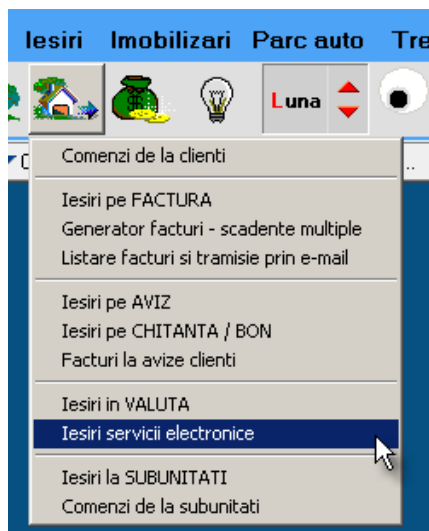 Iesiri Imobilizari Parc auto Tre
Luna
Comenzi de la clienti
..
Iesiri pe FACTURA
Generator facturi - scadente multiple
Listare facturi si tramisie prin e-mail
Iesiri pe AVIZ
Iesiri pe CHITANTA / BON
Facturi la avize clienti
Iesiri in VALUTA
Iesiri servicii electronice
Iesiri la SUBUNITATI
Comenzi de la subunitati